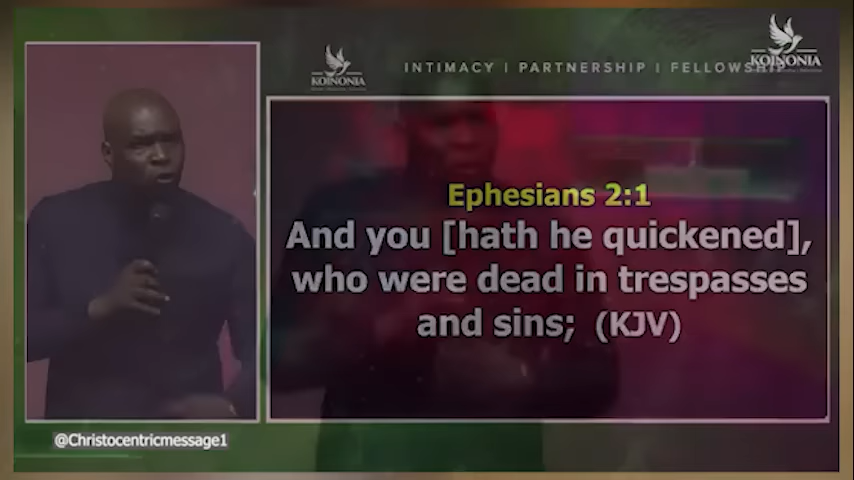 KOINONIA
INTIMACY | PARTNERSHIP | FELLOWSHIP
KOINONIA
Ephesians 2:1
And you [hath he quickened],
who were dead in trespasses
and sins; (KJV)
@Christocentricmessage1